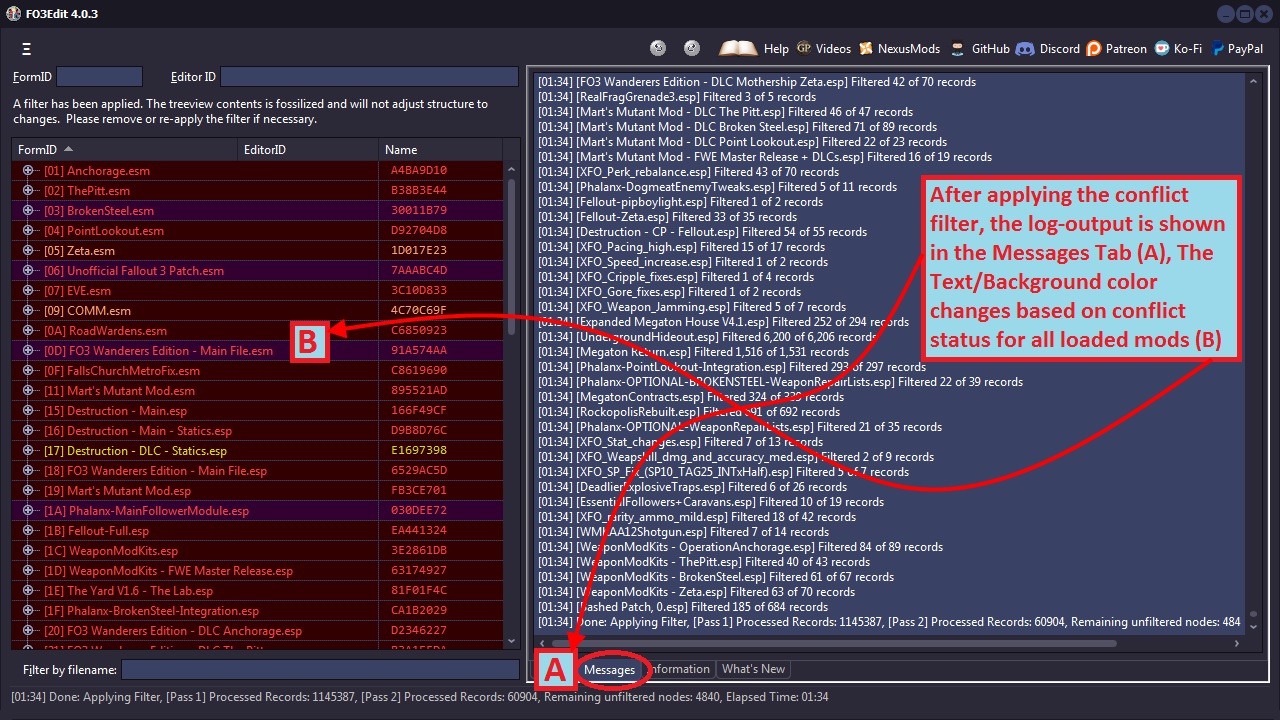 FO3Edit 4.0.3
Help Videos NexusMods GitHub Discord Patreon Ko-Fi PayPal
FormID Editor ID
A filter has been applied. The treeview contents is fossilized and will not adjust structure to
changes. Please remove or re-apply the filter if necessary.
FormID EditorID Name
[01] Anchorage.esm A4BA9D10
[02] ThePitt.esm B38B3E44
[03] BrokenSteel.esm 30011B79
[04] PointLookout.esm D92704D8
[05] Zeta.esm 1D017E23
[06] Unofficial Fallout 3 Patch.esm 7AAABC4D
[07] EVE.esm 3C10D833
[09] COMM.esm 4C70C69F
[0A] RoadWardens.esm C6850923
[0D] FO3 Wanderers Edition - Main File.esm 91A574AA
[0F] FallsChurchMetroFix.esm C8619690
[11] Mart's Mutant Mod.esm 895521AD
[15] Destruction - Main.esp 166F49CF
[16] Destruction - Main - Statics.esp D9B8D76C
[17] Destruction - DLC - Statics.esp E1697398
[18] FO3 Wanderers Edition - Main File.esp 6529AC5D
[19] Mart's Mutant Mod.esp FB3CE701
[1A] Phalanx-MainFollowerModule.esp 030DEE72
[1B] Fellout-Full.esp EA441324
[1C] WeaponModKits.esp 3E2861DB
[1D] WeaponModKits - FWE Master Release.esp 63174927
[1E] The Yard V1.6 - The Lab.esp 81F01F4C
[1F] Phalanx-BrokenSteel-Integration.esp CA1B2029
[20] FO3 Wanderers Edition - DLC Anchorage.esp D2346227
Filter by filename:
[01:34] [FO3 Wanderers Edition - DLC Mothership Zeta.esp] Filtered 42 of 70 records
[01:34] [RealFragGrenade3.esp] Filtered 3 of 5 records
[01:34] [Mart's Mutant Mod - DLC The Pitt.esp] Filtered 46 of 47 records
[01:34] [Mart's Mutant Mod - DLC Broken Steel.esp] Filtered 71 of 89 records
[01:34] [Mart's Mutant Mod - DLC Point Lookout.esp] Filtered 22 of 23 records
[01:34] [Mart's Mutant Mod - FWE Master Release + DLCs.esp] Filtered 16 of 19 records
[01:34] [XFO_Perk_rebalance.esp] Filtered 43 of 70 records
[01:34] [Phalanx-DogmeatEnemyTweaks.esp] Filtered 5 of 11 records
[01:34] [Fellout-pipboylight.esp] Filtered 1 of 2 records
[01:34] [Fellout-Zeta.esp] Filtered 33 of 35 records
[01:34] [Destruction - CP - Fellout.esp] Filtered 54 of 55 records
[01:34] [XFO_Pacing_high.esp] Filtered 15 of 17 records
[01:34] [XFO_Speed_increase.esp] Filtered 1 of 2 records
[01:34] [XFO_Cripple_fixes.esp] Filtered 1 of 4 records
[01:34] [XFO_Gore_fixes.esp] Filtered 1 of 2 records
[01:34] [XFO_Weapon_Jamming.esp] Filtered 5 of 7 records
[01:34] [Expanded Megaton House V4.1.esp] Filtered 252 of 294 records
[01:34] [UndergroundHideout.esp] Filtered 6,200 of 6,206 records
[01:34] [Megaton Return.esp] Filtered 1,516 of 1,531 records
[01:34] [Phalanx-PointLookout-Integration.esp] Filtered 293 of 297 records
[01:34] [Phalanx-OPTIONAL-BROKENSTEEL-WeaponRepairLists.esp] Filtered 22 of 39 records
[01:34] [MegatonContracts.esp] Filtered 324 of records
[01:34] [RockopolisRebuilt.esp] 691 of 692 records
[01:34] [Phalanx-OPTIONAL-WeaponRepairLists.esp] Filtered 21 of 35 records
[01:34] [XFO_Stat_changes.esp] Filtered 7 of 13 records
[01:34] [XFO_Weapskill_dmg_and_accuracy_med.esp] Filtered 2 of 9 records
[01:34] [XFO_SP_Fix_(SP10_TAG25_INTxHalf).esp] Filtered 5 of 7 records
[01:34] [DeadlierExplosiveTraps.esp] Filtered 6 of 26 records
[01:34] [EssentialFollowers+Caravans.esp] Filtered 10 of 19 records
[01:34] [XFO_rarity_ammo_mild.esp] Filtered 18 of 42 records
[01:34] [WMKAA12Shotgun.esp] Filtered 7 of 14 records
[01:34] [WeaponModKits - OperationAnchorage.esp] Filtered 84 of 89 records
[01:34] [WeaponModKits - ThePitt.esp] Filtered 40 of 43 records
[01:34] [WeaponModKits - BrokenSteel.esp] Filtered 61 of 67 records
[01:34] [WeaponModKits - Zeta.esp] Filtered 63 of 70 records
[01:34] [Bashed Patch, 0.esp] Filtered 185 of 684 records
[01:34] Done: Applying Filter, [Pass 1] Processed Records: 1145387, [Pass 2] Processed Records: 60904, Remaining unfiltered nodes: 484
After applying the conflict
filter, the log-output is shown
in the Messages Tab (A), The
Text/Background color
changes based on conflict
status for all loaded mods (B)
B
A
Messages Information What's New
[01:34] Done: Applying Filter, [Pass 1] Processed Records: 1145387, [Pass 2] Processed Records: 60904, Remaining unfiltered nodes: 4840, Elapsed Time: 01:34